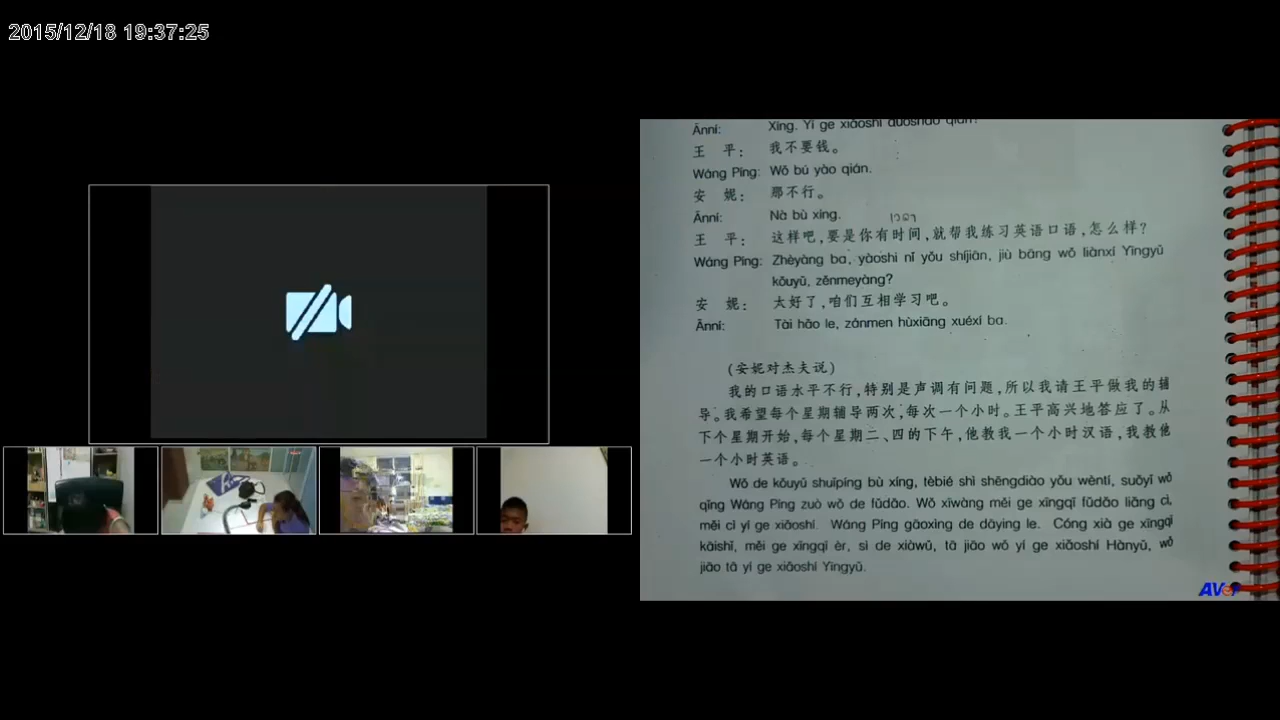 2015/12/18 19:37:25
Ānní: Xíng. Yí ge xiǎoshí duōshao qián?
王 平: 我不要钱。
Wáng Píng: Wǒ bú yào qián.
安 妮: 那不行。
Ānní: Nà bù xíng.
เวลา
王 平: 这样吧,要是你有时间,就帮我练习英语口语,怎么样?
Wáng Píng: Zhèyàng ba, yàoshi nǐ yǒu shíjiān, jiù bāng wǒ liànxí Yīngyǔ
kǒuyǔ, zěnmeyàng?
安 妮: 太好了,咱们互相学习吧。
Ānní: Tài hǎo le, zánmen hùxiāng xuéxí ba.
(安妮对杰夫说)
我的口语水平不行,特别是声调有问题,所以我请王平做我的辅
导。我希望每个星期辅导两次,每次一个小时。王平高兴地答应了。从
下个星期开始,每个星期二、四的下午,他教我一个小时汉语,我教他
一个小时英语。
Wǒ de kǒuyǔ shuǐpíng bù xíng, tèbié shì shēngdiào yǒu wèntí, suǒyǐ wǒ
qǐng Wáng Píng zuò wǒ de fǔdǎo. Wǒ xīwàng měi ge xīngqī fǔdǎo liǎng cì,
měi cì yí ge xiǎoshí. Wáng Píng gāoxìng de dāying le. Cóng xià ge xīngqī
kāishǐ, měi ge xīngqī èr, sì de xiàwǔ, tā jiāo wǒ yí ge xiǎoshí Hànyǔ, wǒ
jiāo tā yí ge xiǎoshí Yīngyǔ.
AVer